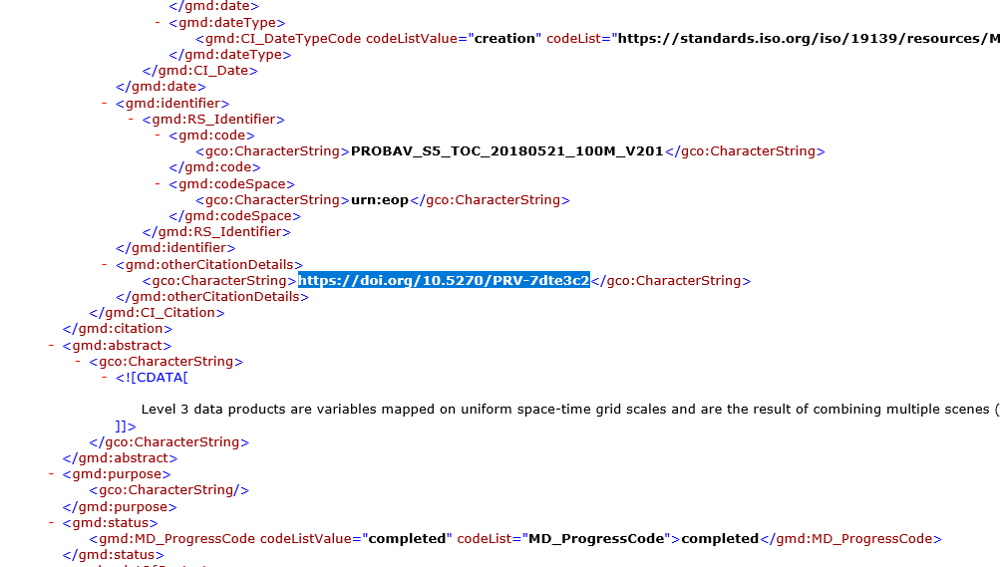 </gmd:date>
- <gmd:dateType>
<gmd:CI_DateTypeCode codeListValue="creation" codeList="https://standards.iso.org/iso/19139/resources/M
</gmd:dateType>
</gmd:CI_Date>
</gmd:date>
- <gmd:identifier>
- <gmd:RS_Identifier>
- <gmd:code>
<gco:CharacterString>PROBAV_S5_TOC_20180521_100M_V201</gco:CharacterString>
</gmd:code>
- <gmd:codeSpace>
<gco:CharacterString>urn:eop</gco:CharacterString>
</gmd:codeSpace>
</gmd:RS_Identifier>
</gmd:identifier>
- <gmd:otherCitationDetails>
<gco:CharacterString>https://doi.org/10.5270/PRV-7dte3c2</gco:CharacterString>
</gmd:otherCitationDetails>
</gmd:CI_Citation>
</gmd:citation>
- <gmd:abstract>
- <gco:CharacterString>
- <![CDATA[
Level 3 data products are variables mapped on uniform space-time grid scales and are the result of combining multiple scenes (
]]>
</gco:CharacterString>
</gmd:abstract>
- <gmd:purpose>
<gco:CharacterString/>
</gmd:purpose>
- <gmd:status>
<gmd:MD_ProgressCode codeListValue="completed" codeList="MD_ProgressCode">completed</gmd:MD_ProgressCode>
</gmd:status>